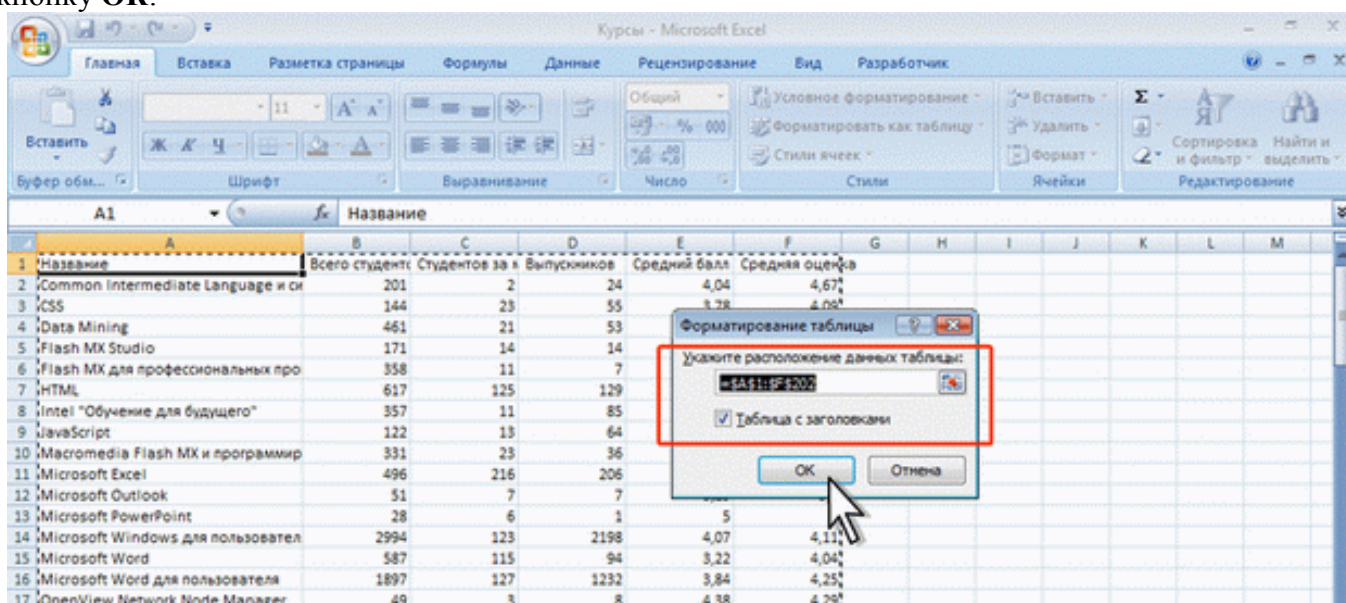 кнопку ОК.
Курсы - Microsoft Excel
Главная Вставка Разметка страницы Формулы Данные Рецензирование Вид Разработчик
Вставить
Буфер обм...
11
Ж К Ч
Шрифт
Выравнивание
Общий
% 000
Число
Условное форматирование
Форматировать как таблицу
Стили ячеек
Стили
Вставить
Удалить
Формат
Ячейки
Σ
Сортировка и фильтр
Найти и выделить
Редактирование
A1 fx Название
A B C D E F G H I J K L M
1 Название Всего студенто Студентов за Выпускников Средний балл Средняя оценка
2 Common Intermediate Language и си 201 2 24 4,04 4,67
3 CSS 144 23 55 3,78 4,09
4 Data Mining 461 21 53
5 Flash MX Studio 171 14 14
6 Flash MX для профессиональных про 358 11 7
7 HTML 617 125 129
8 Intel "Обучение для будущего" 357 11 85
9 JavaScript 122 13 64
10 Macromedia Flash MX и программир 331 23 36
11 Microsoft Excel 496 216 206
12 Microsoft Outlook 51 7 7
13 Microsoft PowerPoint 28 6 1 5
14 Microsoft Windows для пользовател 2994 123 2198 4,07 4,11
15 Microsoft Word 587 115 94 3,22 4,04
16 Microsoft Word для пользователя 1897 127 1232 3,84 4,25
17 OpenView Network Node Manager 49 3 8 4,38 4,29
Форматирование таблицы
Укажите расположение данных таблицы:
=$A$1:$F$202
Таблица с заголовками
ОК Отмена